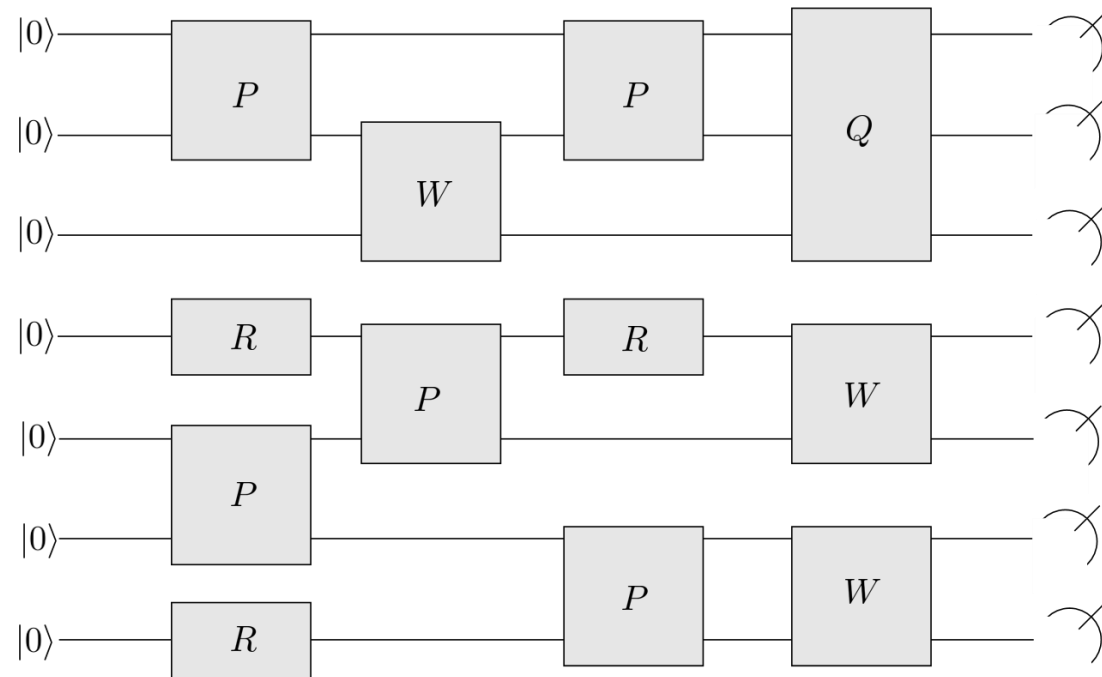 |0⟩ P P Q
|0⟩ W
|0⟩
|0⟩ R P R W
|0⟩ P
|0⟩ P W
|0⟩ R